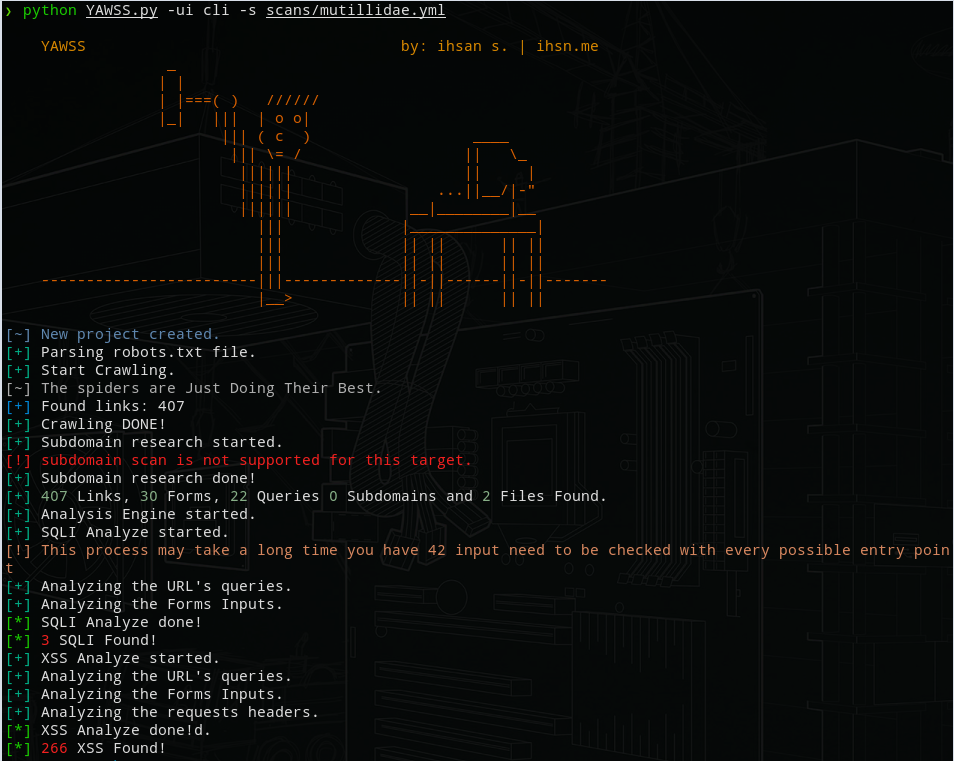 ❯ python YAWSS.py -ui cli -s scans/mutillidae.yml
YAWSS by: ihsan s. | ihsn.me
[~] New project created.
[+] Parsing robots.txt file.
[+] Start Crawling.
[~] The spiders are Just Doing Their Best.
[+] Found links: 407
[+] Crawling DONE!
[+] Subdomain research started.
[!] subdomain scan is not supported for this target.
[+] Subdomain research done!
[+] 407 Links, 30 Forms, 22 Queries 0 Subdomains and 2 Files Found.
[+] Analysis Engine started.
[+] SQLI Analyze started.
[!] This process may take a long time you have 42 input need to be checked with every possible entry poin
t
[+] Analyzing the URL's queries.
[+] Analyzing the Forms Inputs.
[*] SQLI Analyze done!
[*] 3 SQLI Found!
[+] XSS Analyze started.
[+] Analyzing the URL's queries.
[+] Analyzing the Forms Inputs.
[+] Analyzing the requests headers.
[*] XSS Analyze done!d.
[*] 266 XSS Found!